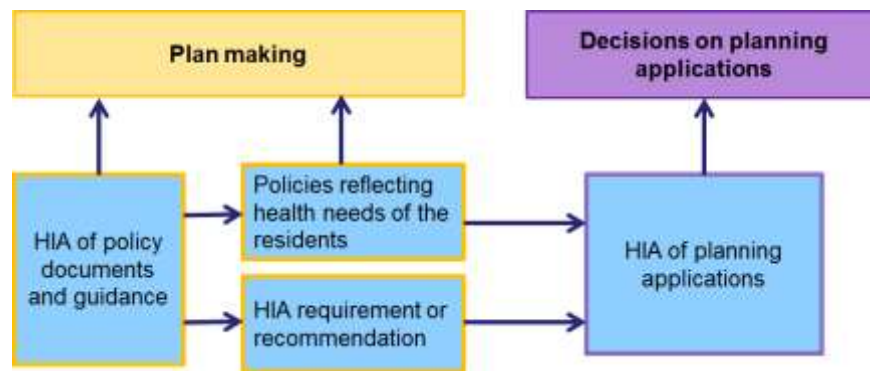 Plan making
Decisions on planning
applications
HIA of policy
documents
and guidance
Policies reflecting
health needs of the
residents
HIA requirement or
recommendation
HIA of planning
applications